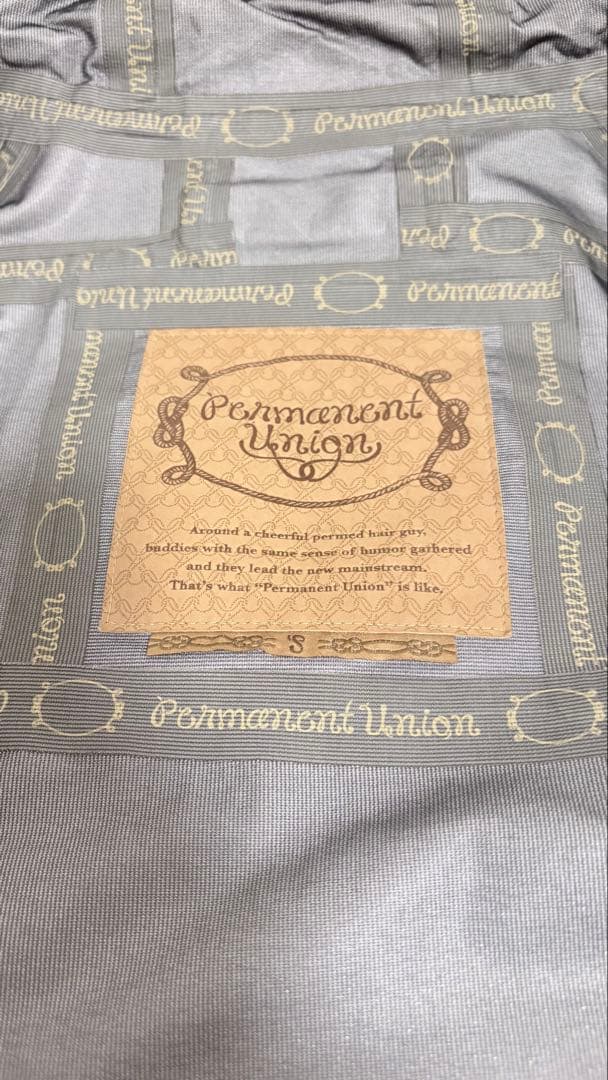 Permanent Union
Permanent
Permanent Union
Permanent Union
Permanent
Union
Around a cheerful permed hair guy,
buddies with the same sense of humor gathered
and they lead the new mainstream.
That's what "Permanent Union" is like.
S
Permanent
Permanent Union